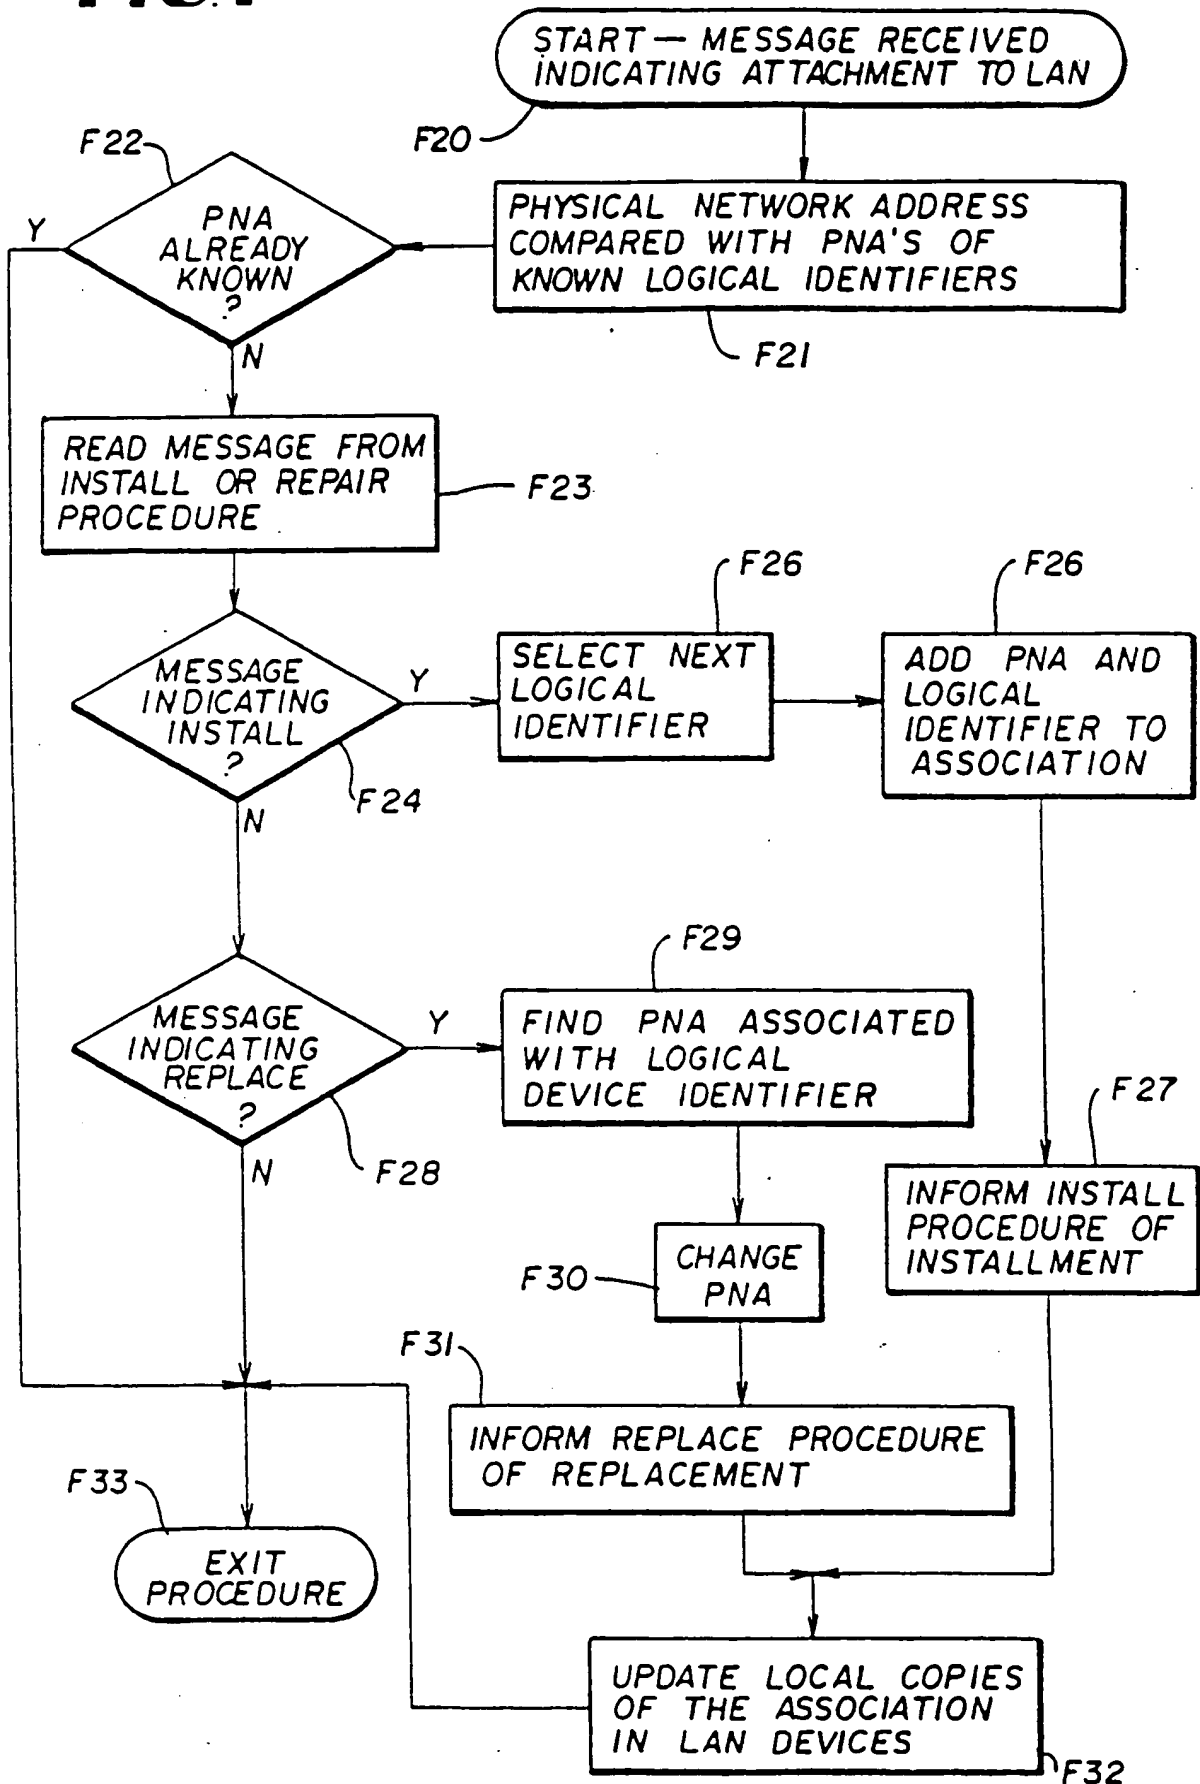 START — MESSAGE RECEIVED
INDICATING ATTACHMENT TO LAN
F20
PHYSICAL NETWORK ADDRESS
COMPARED WITH PNA'S OF
KNOWN LOGICAL IDENTIFIERS
F21
F22
PNA
ALREADY
KNOWN
?
Y
N
READ MESSAGE FROM
INSTALL OR REPAIR
PROCEDURE
F23
MESSAGE
INDICATING
INSTALL
?
Y
F24
N
F26
SELECT NEXT
LOGICAL
IDENTIFIER
F26
ADD PNA AND
LOGICAL
IDENTIFIER TO
ASSOCIATION
MESSAGE
INDICATING
REPLACE
?
Y
F28
N
F29
FIND PNA ASSOCIATED
WITH LOGICAL
DEVICE IDENTIFIER
F27
INFORM INSTALL
PROCEDURE OF
INSTALLMENT
F30
CHANGE
PNA
F31
INFORM REPLACE PROCEDURE
OF REPLACEMENT
F33
EXIT
PROCEDURE
UPDATE LOCAL COPIES
OF THE ASSOCIATION
IN LAN DEVICES
F32